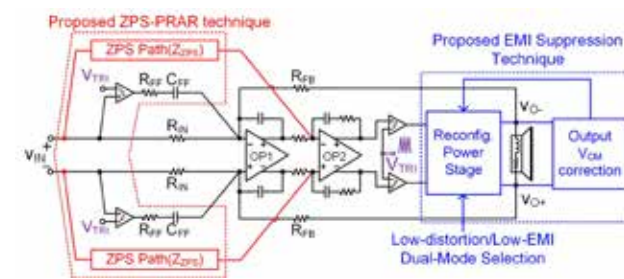 Proposed ZPS-PRAR technique
Proposed EMI Suppression
Technique
ZPS Path(ZZPS)
VTRI
RFF CFF
RFB
RIN
VIN
+
-
OP1
OP2
VTRI
Reconfig.
Power
Stage
VO-
Output
VCM
correction
RIN
VO+
VTRI
RFF CFF
RFB
ZPS Path(ZZPS)
Low-distortion/Low-EMI
Dual-Mode Selection